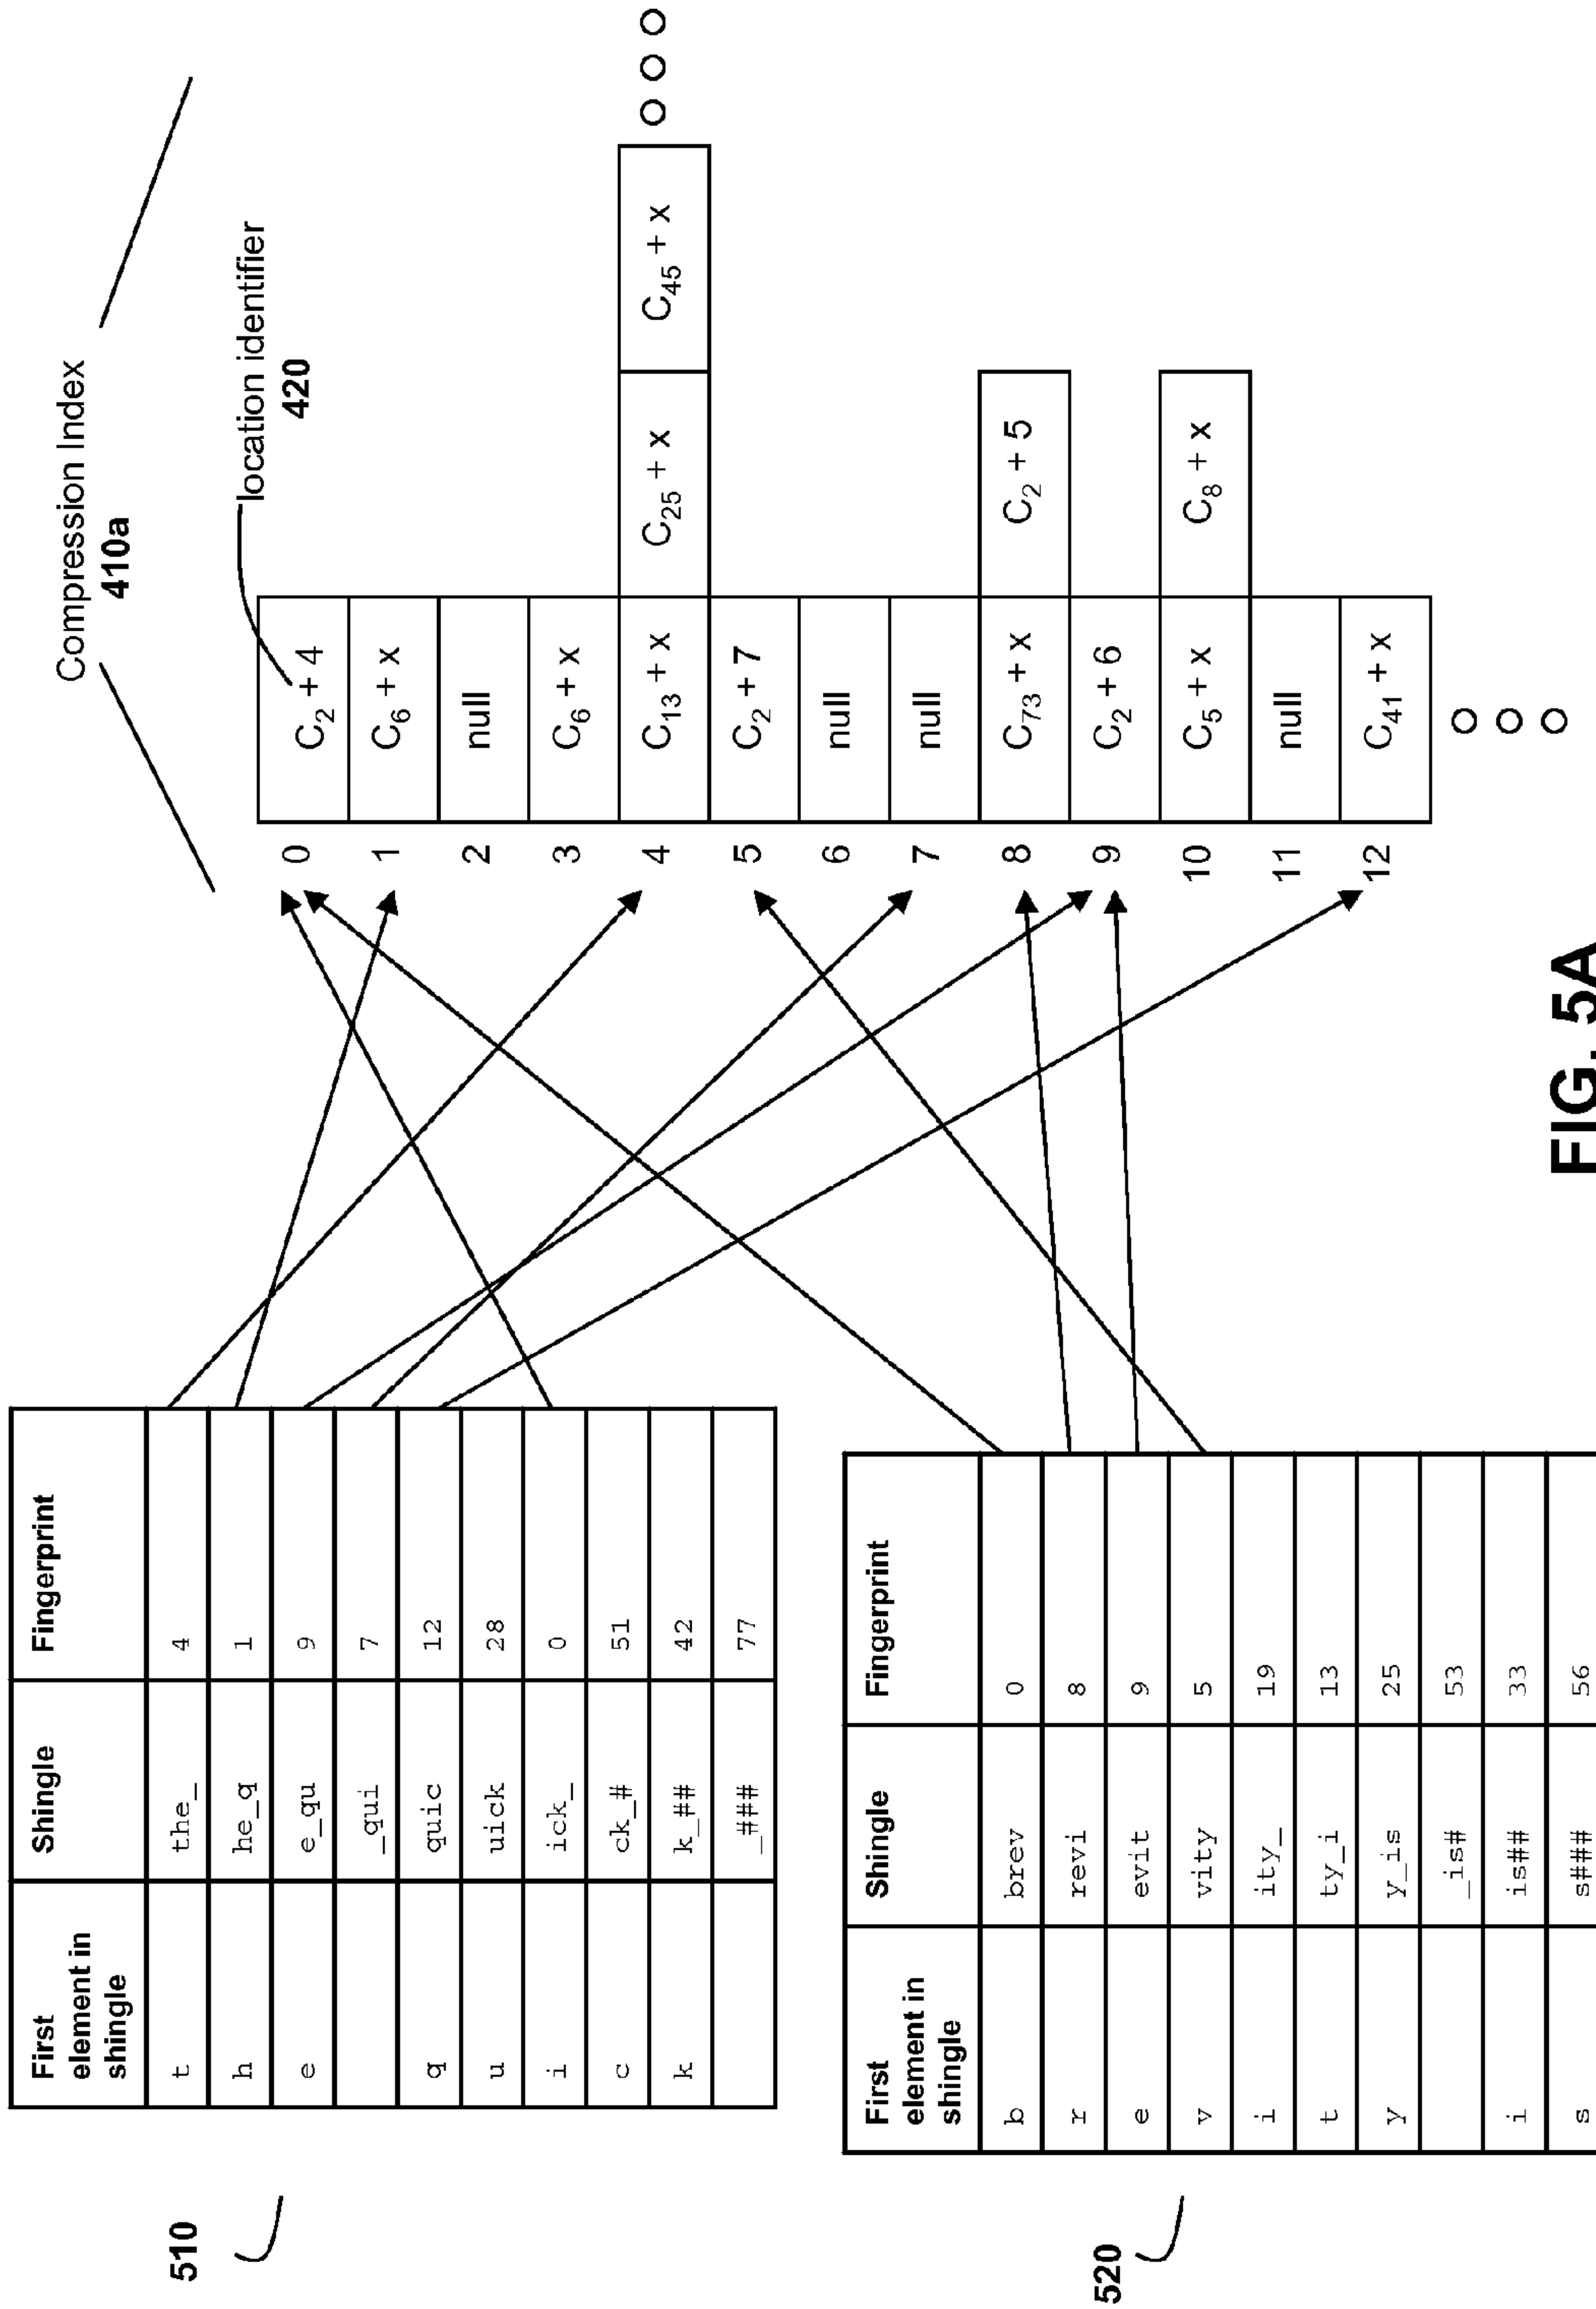 Compression Index
410a
location identifier
420
510
First element in shingle Shingle Fingerprint
t the_ 4
h he_q 1
e e_qu 9
_qui 7
q quic 12
u uick 28
i ick_ 0
c ck_# 51
k k_## 42
_### 77
520
First element in shingle Shingle Fingerprint
b brev 0
r revi 8
e evit 9
v vity 5
i ity_ 19
t ty_i 13
y y_is 25
_is# 53
i is## 33
s s### 56
0 C2 + 4
1 C6 + x
2 null
3 C6 + x
4 C13 + x C25 + x C45 + x
5 C2 + 7
6 null
7 null
8 C73 + x C2 + 5
9 C2 + 6
10 C5 + x C8 + x
11 null
12 C41 + x
FIG. 5A